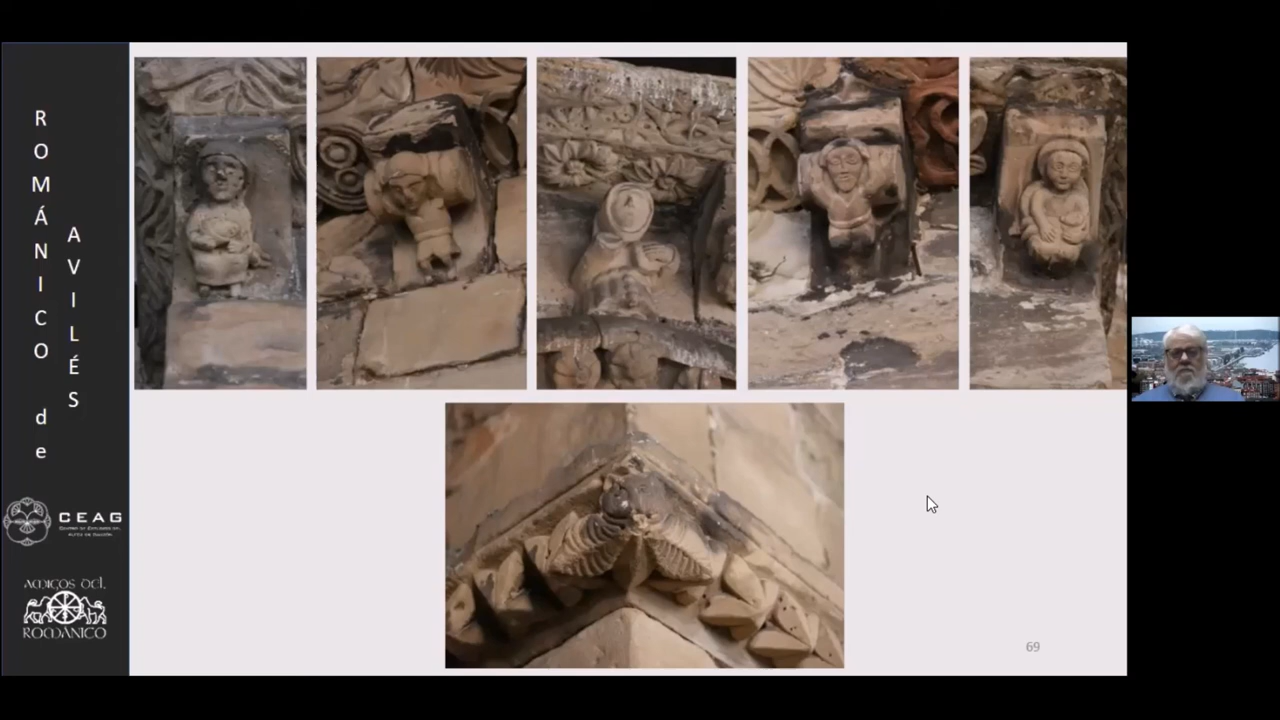 ROMÁNICO de
AVILÉS
CEAG
AMIGOS DEL
ROMÁNICO
69